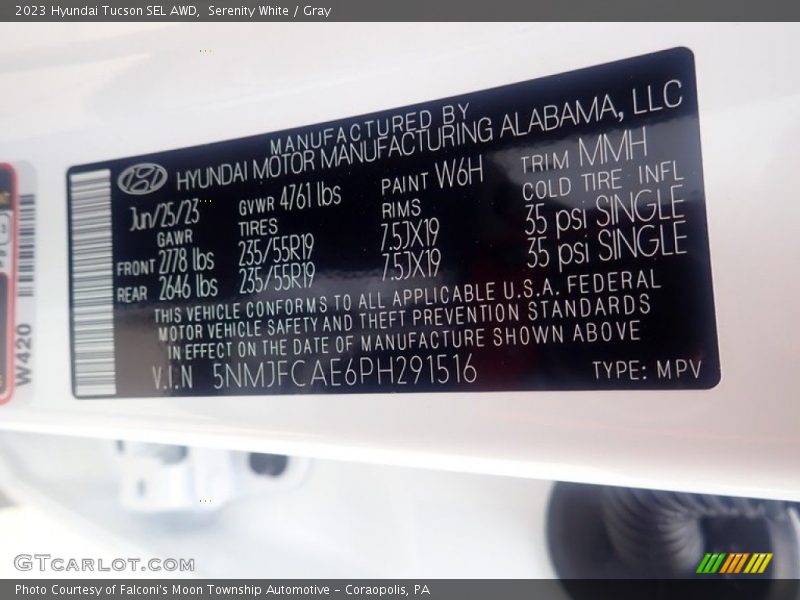 2023 Hyundai Tucson SEL AWD, Serenity White / Gray
MANUFACTURED BY
HYUNDAI MOTOR MANUFACTURING ALABAMA, LLC
Jun/25/23 GVWR 4761 lbs PAINT W6H TRIM MMH
GAWR TIRES RIMS COLD TIRE INFL
FRONT 2778 lbs 235/55R19 7.5JX19 35 psi SINGLE
REAR 2646 lbs 235/55R19 7.5JX19 35 psi SINGLE
THIS VEHICLE CONFORMS TO ALL APPLICABLE U.S.A. FEDERAL
MOTOR VEHICLE SAFETY AND THEFT PREVENTION STANDARDS
IN EFFECT ON THE DATE OF MANUFACTURE SHOWN ABOVE
V.I.N 5NMJFCAE6PH291516 TYPE: MPV
W420
GTCARLOT.COM
Photo Courtesy of Falconi's Moon Township Automotive - Coraopolis, PA